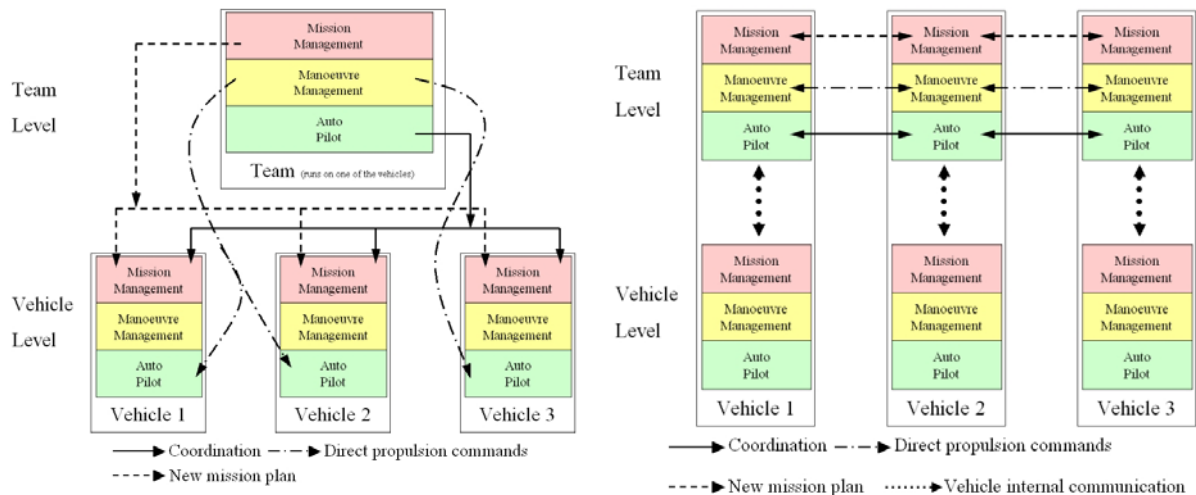 Team
Level
Mission
Management
Manoeuvre
Management
Auto
Pilot
Team (runs on one of the vehicles)
Vehicle
Level
Mission
Management
Manoeuvre
Management
Auto
Pilot
Vehicle 1
Mission
Management
Manoeuvre
Management
Auto
Pilot
Vehicle 2
Mission
Management
Manoeuvre
Management
Auto
Pilot
Vehicle 3
Coordination
Direct propulsion commands
New mission plan
Team
Level
Mission
Management
Manoeuvre
Management
Auto
Pilot
Mission
Management
Manoeuvre
Management
Auto
Pilot
Mission
Management
Manoeuvre
Management
Auto
Pilot
Vehicle
Level
Mission
Management
Manoeuvre
Management
Auto
Pilot
Vehicle 1
Mission
Management
Manoeuvre
Management
Auto
Pilot
Vehicle 2
Mission
Management
Manoeuvre
Management
Auto
Pilot
Vehicle 3
Coordination
Direct propulsion commands
New mission plan
Vehicle internal communication